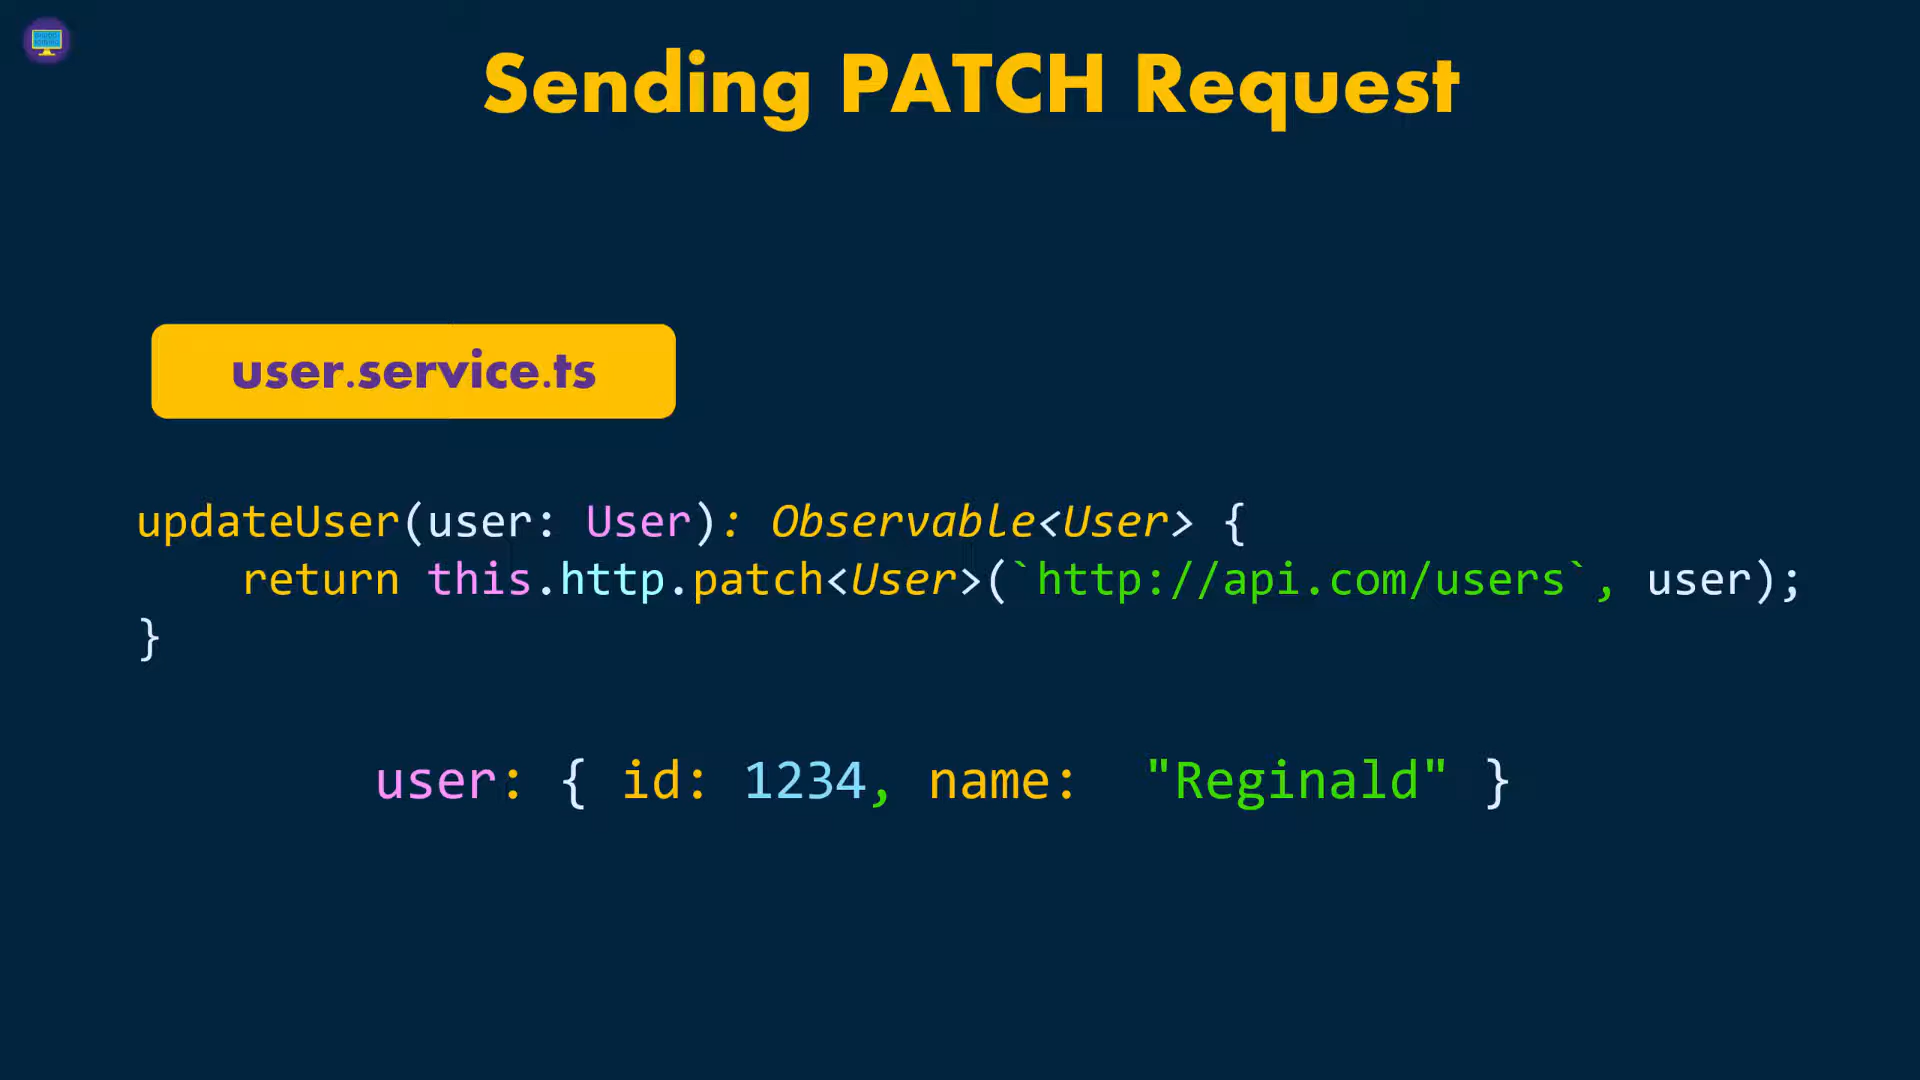 Sending PATCH Request
user.service.ts
updateUser(user: User): Observable<User> {
    return this.http.patch<User>(`http://api.com/users`, user);
}
user: { id: 1234, name:  "Reginald" }